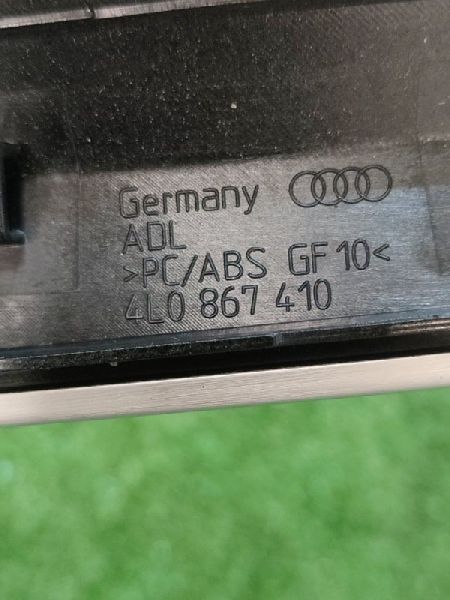 Germany
ADL
>PC/ABS GF10<
4L0 867 410